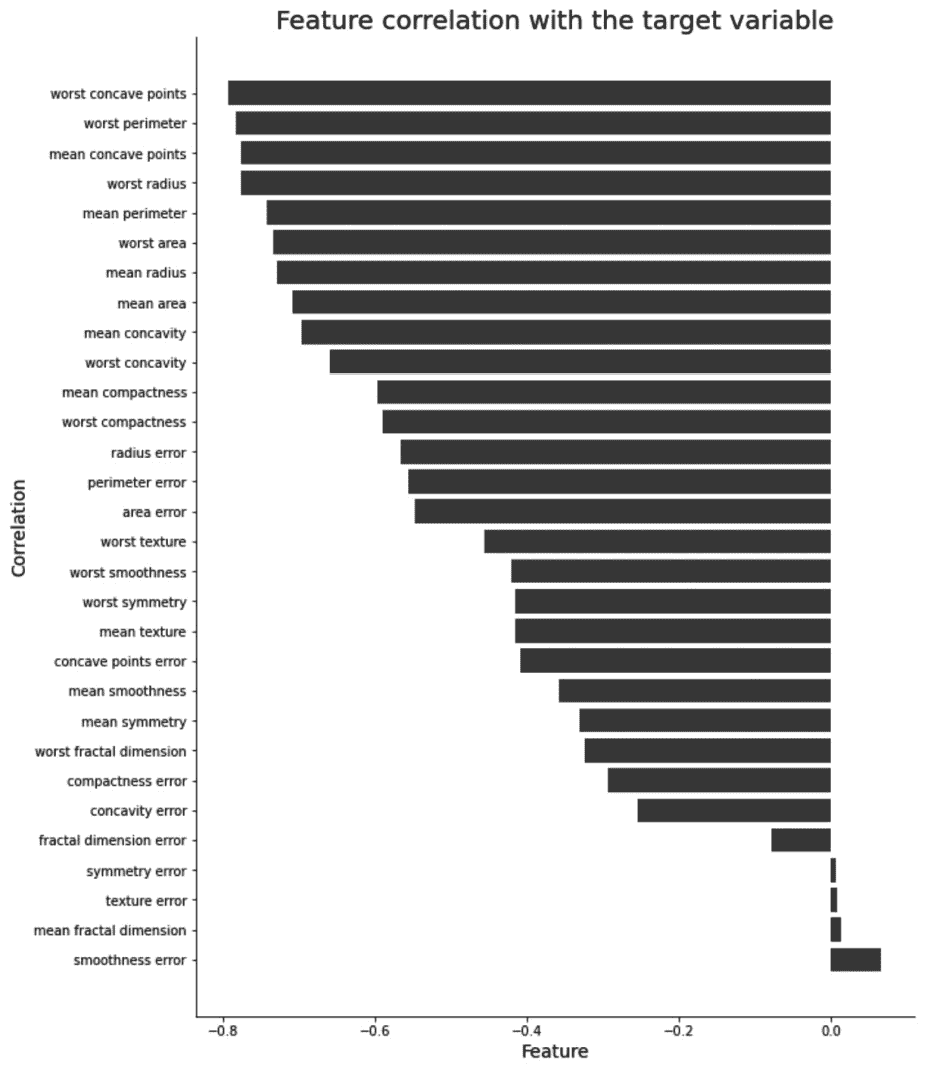 Feature correlation with the target variable
worst concave points
worst perimeter
mean concave points
worst radius
mean perimeter
worst area
mean radius
mean area
mean concavity
worst concavity
mean compactness
worst compactness
radius error
perimeter error
area error
worst texture
worst smoothness
worst symmetry
mean texture
concave points error
mean smoothness
mean symmetry
worst fractal dimension
compactness error
concavity error
fractal dimension error
symmetry error
texture error
mean fractal dimension
smoothness error
Correlation
−0.8 −0.6 −0.4 −0.2 0.0
Feature